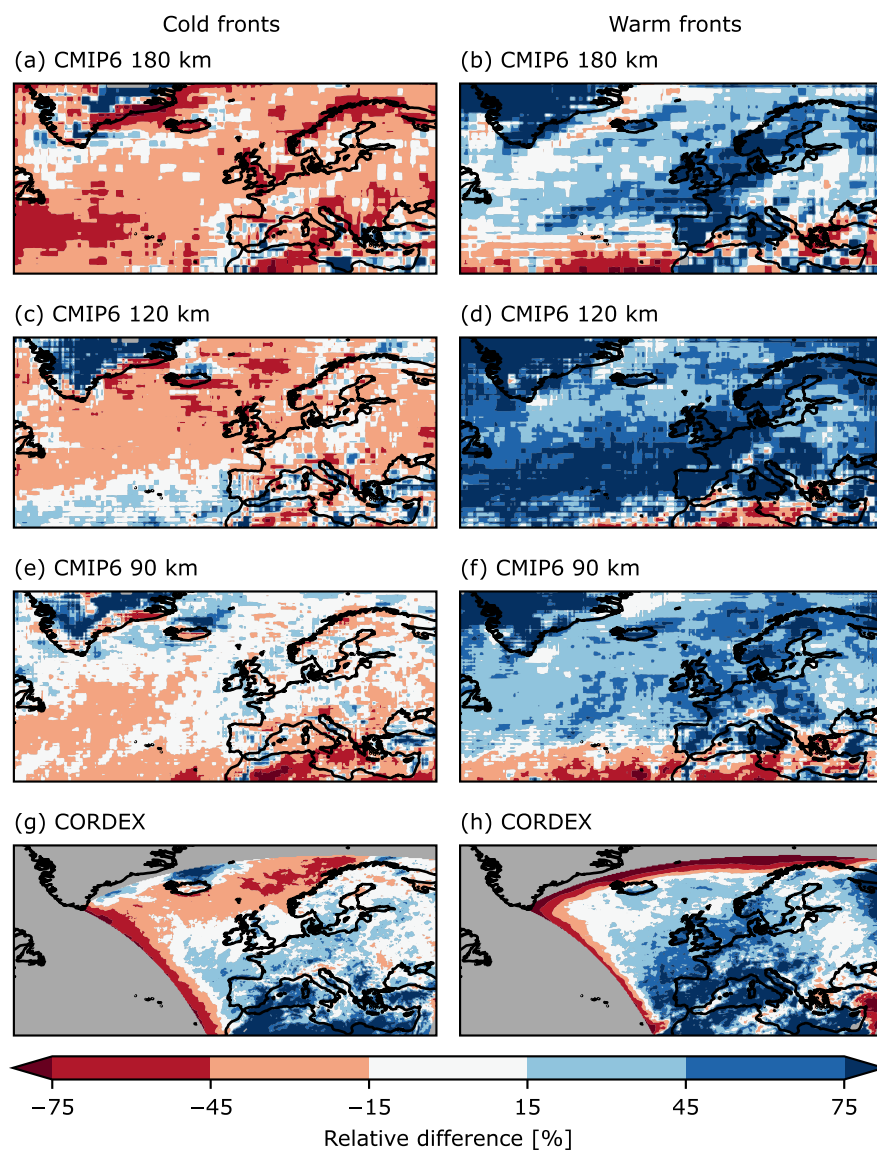 Cold fronts
Warm fronts
(a) CMIP6 180 km
(b) CMIP6 180 km
(c) CMIP6 120 km
(d) CMIP6 120 km
(e) CMIP6 90 km
(f) CMIP6 90 km
(g) CORDEX
(h) CORDEX
−75 −45 −15 15 45 75
Relative difference [%]